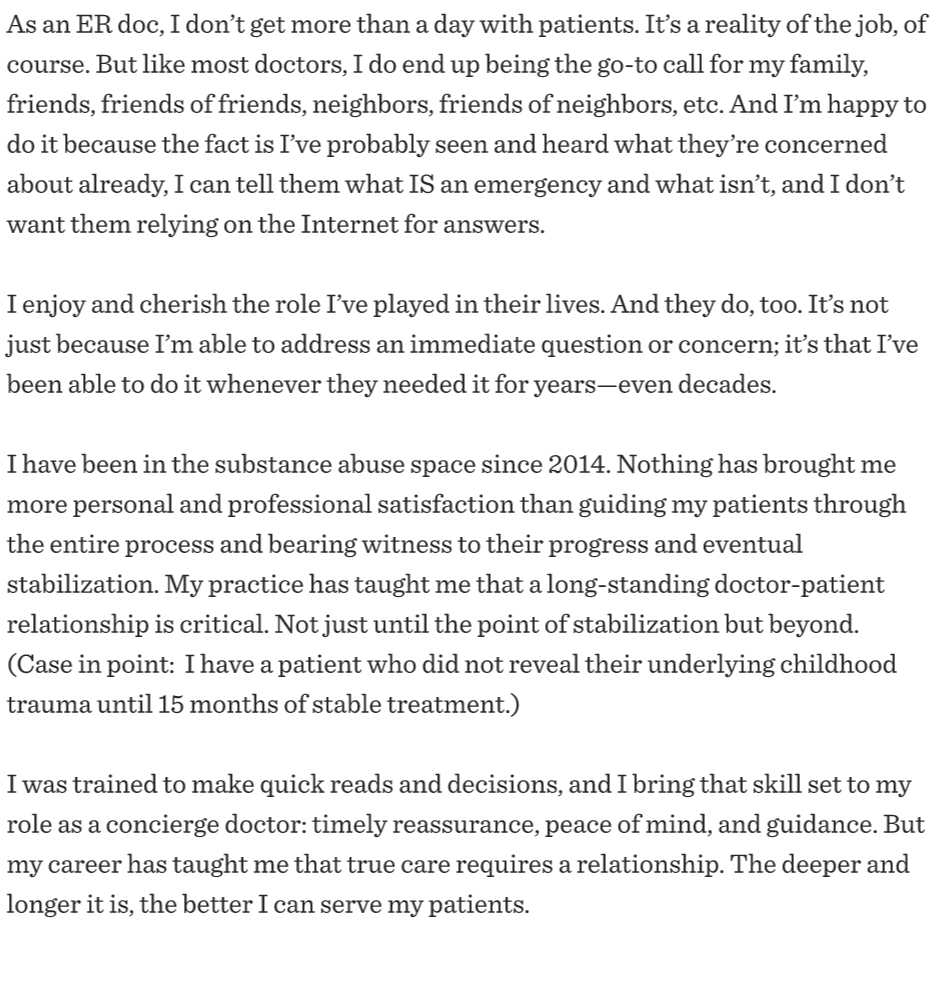 As an ER doc, I don’t get more than a day with patients. It’s a reality of the job, of
course. But like most doctors, I do end up being the go-to call for my family,
friends, friends of friends, neighbors, friends of neighbors, etc. And I’m happy to
do it because the fact is I’ve probably seen and heard what they’re concerned
about already, I can tell them what IS an emergency and what isn’t, and I don’t
want them relying on the Internet for answers.
I enjoy and cherish the role I’ve played in their lives. And they do, too. It’s not
just because I’m able to address an immediate question or concern; it’s that I’ve
been able to do it whenever they needed it for years—even decades.
I have been in the substance abuse space since 2014. Nothing has brought me
more personal and professional satisfaction than guiding my patients through
the entire process and bearing witness to their progress and eventual
stabilization. My practice has taught me that a long-standing doctor-patient
relationship is critical. Not just until the point of stabilization but beyond.
(Case in point:  I have a patient who did not reveal their underlying childhood
trauma until 15 months of stable treatment.)
I was trained to make quick reads and decisions, and I bring that skill set to my
role as a concierge doctor: timely reassurance, peace of mind, and guidance. But
my career has taught me that true care requires a relationship. The deeper and
longer it is, the better I can serve my patients.